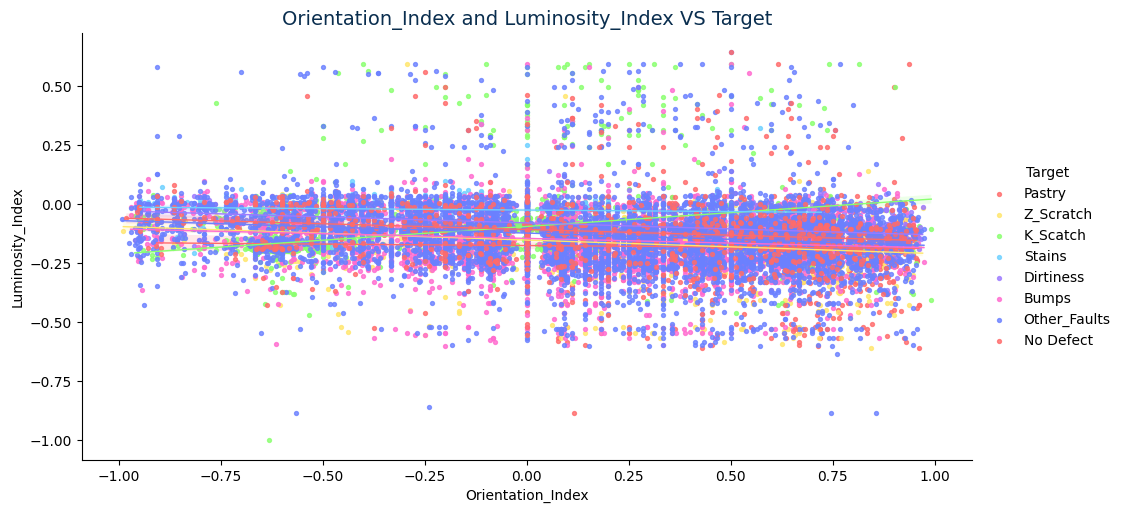 Orientation_Index and Luminosity_Index VS Target
Luminosity_Index
0.50
0.25
0.00
−0.25
−0.50
−0.75
−1.00
−1.00
−0.75
−0.50
−0.25
0.00
0.25
0.50
0.75
1.00
Orientation_Index
Target
Pastry
Z_Scratch
K_Scatch
Stains
Dirtiness
Bumps
Other_Faults
No Defect